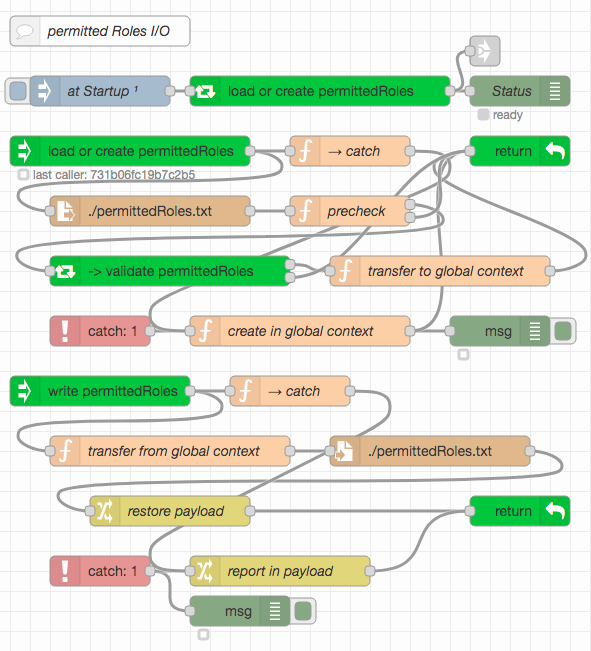 permitted Roles I/O
at Startup ¹
load or create permittedRoles
Status
ready
load or create permittedRoles
→ catch
return
last caller: 731b06fc19b7c2b5
./permittedRoles.txt
precheck
-> validate permittedRoles
transfer to global context
catch: 1
create in global context
msg
write permittedRoles
→ catch
transfer from global context
./permittedRoles.txt
restore payload
return
catch: 1
report in payload
msg